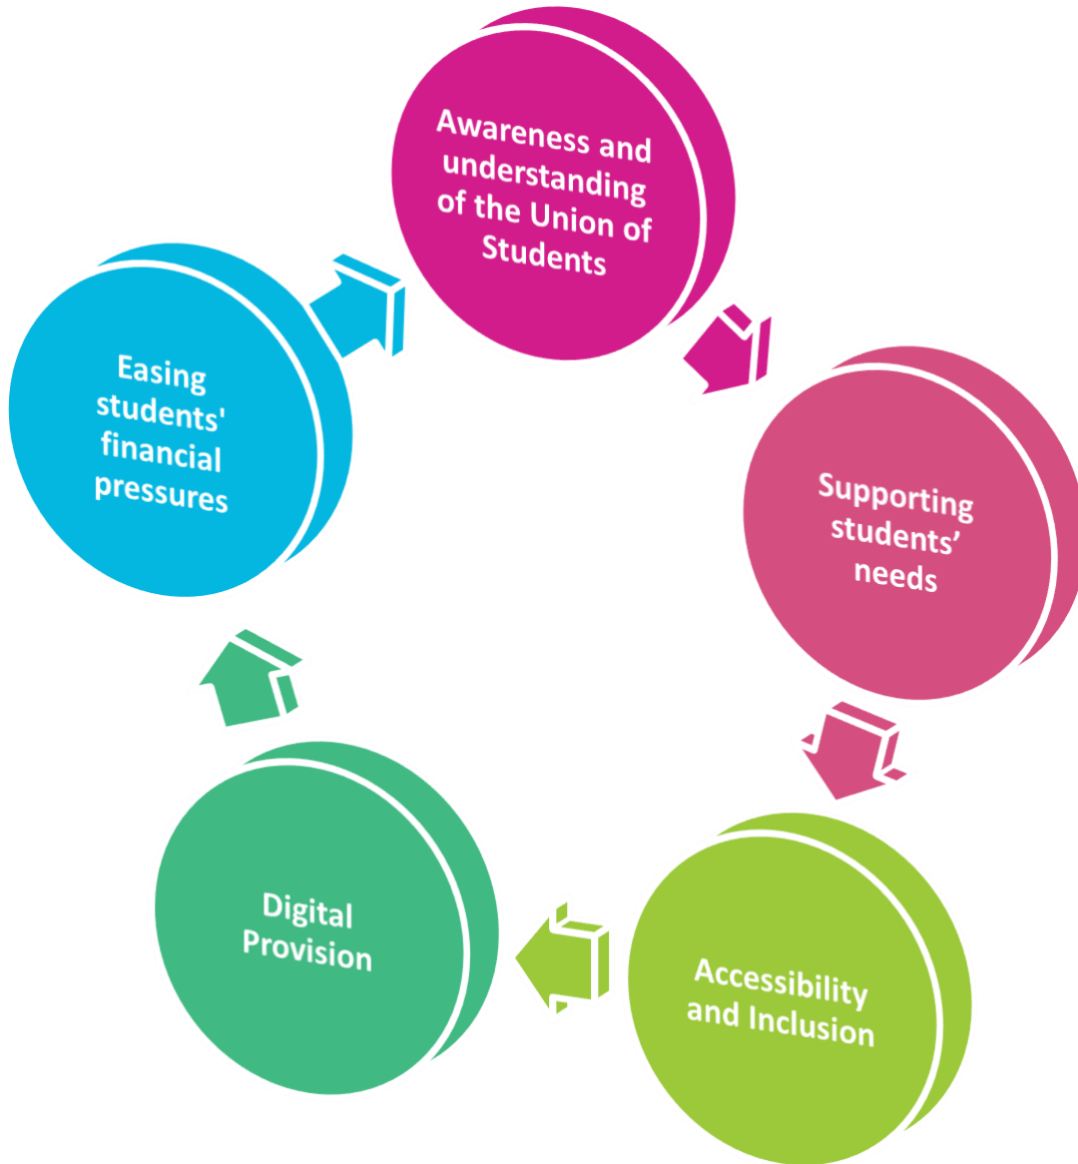 Awareness and
understanding
of the Union of
Students
Supporting
students’
needs
Accessibility
and Inclusion
Digital
Provision
Easing
students'
financial
pressures